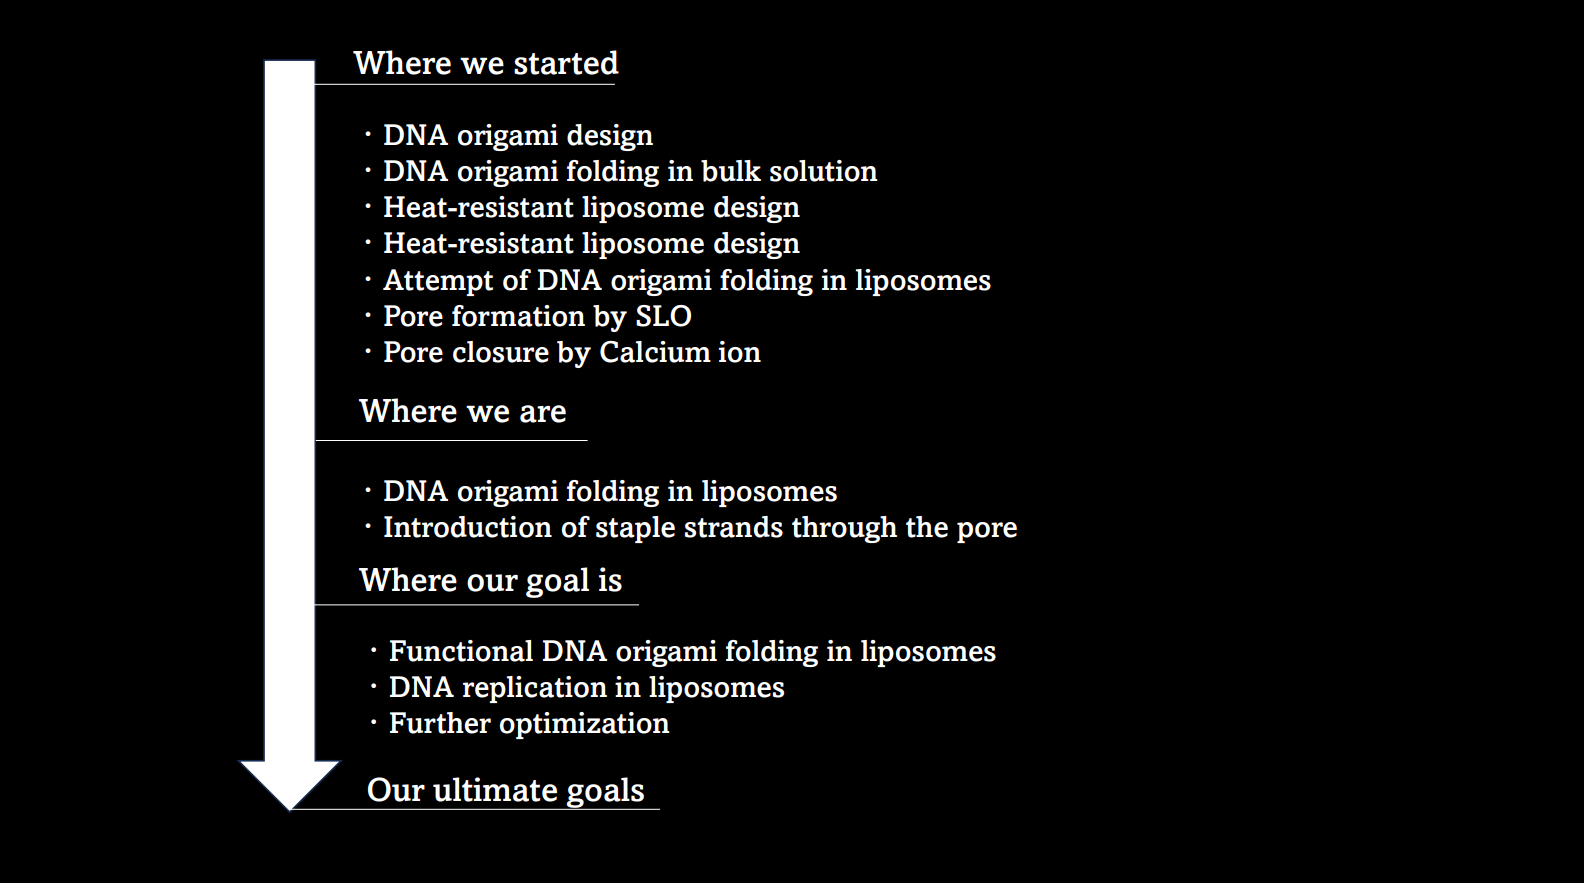 Where we started
・DNA origami design
・DNA origami folding in bulk solution
・Heat-resistant liposome design
・Heat-resistant liposome design
・Attempt of DNA origami folding in liposomes
・Pore formation by SLO
・Pore closure by Calcium ion
Where we are
・DNA origami folding in liposomes
・Introduction of staple strands through the pore
Where our goal is
・Functional DNA origami folding in liposomes
・DNA replication in liposomes
・Further optimization
Our ultimate goals